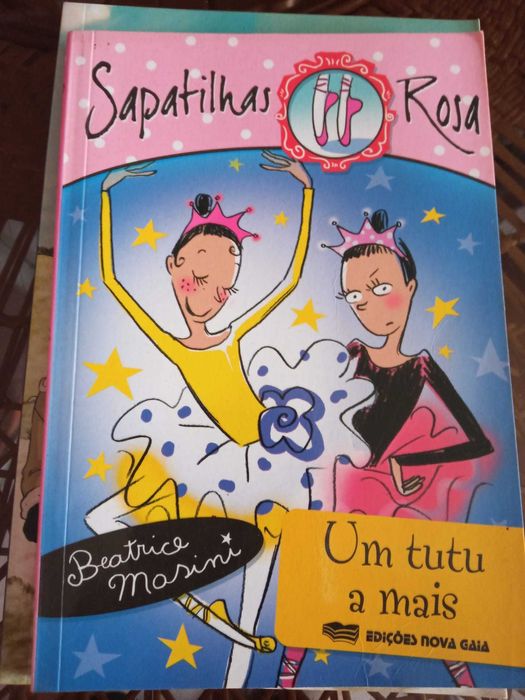 Sapatilhas Rosa
Beatrice
Masini
Um tutu
a mais
EDIÇÕES NOVA GAIA